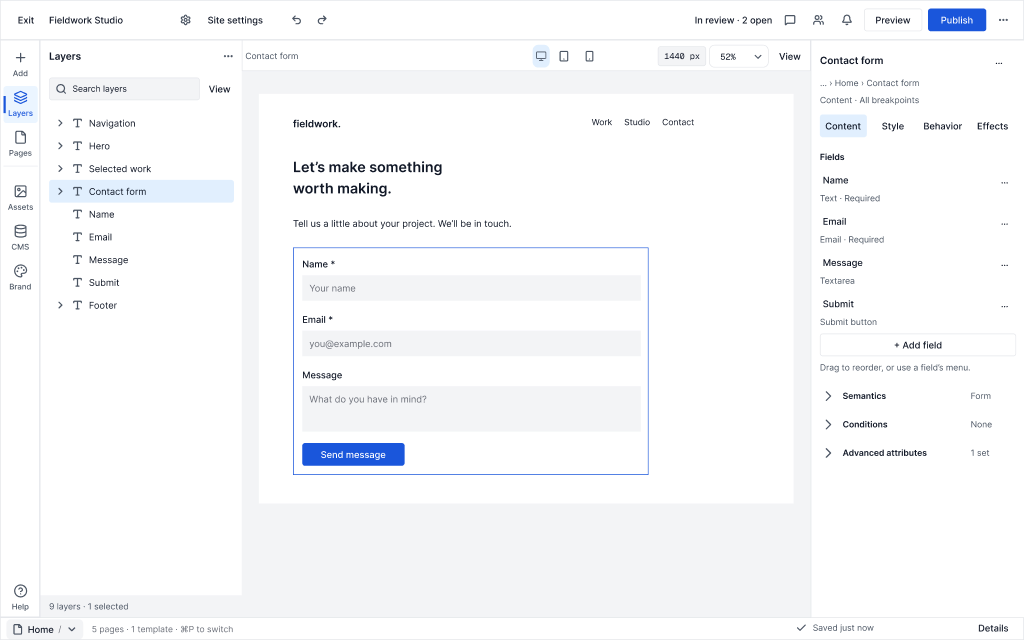 Exit Fieldwork Studio Site settings In review · 2 open Preview Publish ...
Add
Layers
Pages
Assets
CMS
Brand
Help
Layers ...
Search layers View
Navigation
Hero
Selected work
Contact form
Name
Email
Message
Submit
Footer
9 layers · 1 selected
Contact form 1440 px 52% View
fieldwork. Work Studio Contact
Let’s make something
worth making.
Tell us a little about your project. We’ll be in touch.
Name *
Your name
Email *
you@example.com
Message
What do you have in mind?
Send message
Contact form ...
... › Home › Contact form
Content · All breakpoints
Content Style Behavior Effects
Fields
Name ...
Text · Required
Email ...
Email · Required
Message ...
Textarea
Submit ...
Submit button
+ Add field
Drag to reorder, or use a field’s menu.
Semantics Form
Conditions None
Advanced attributes 1 set
Home / 5 pages · 1 template · ⌘P to switch Saved just now Details